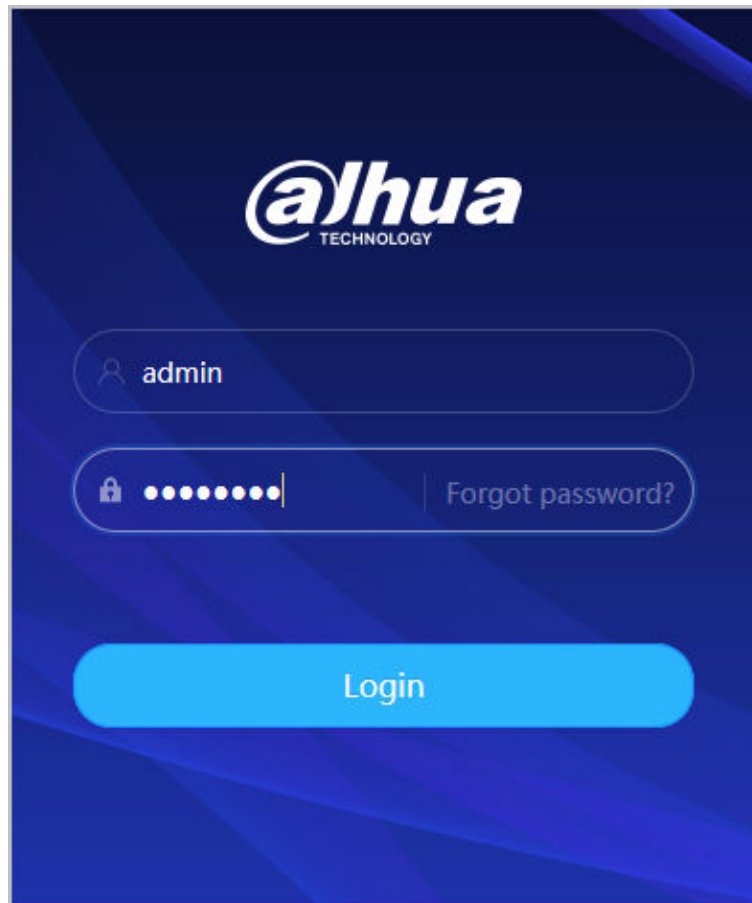 alhua
TECHNOLOGY
admin
••••••••
Forgot password?
Login